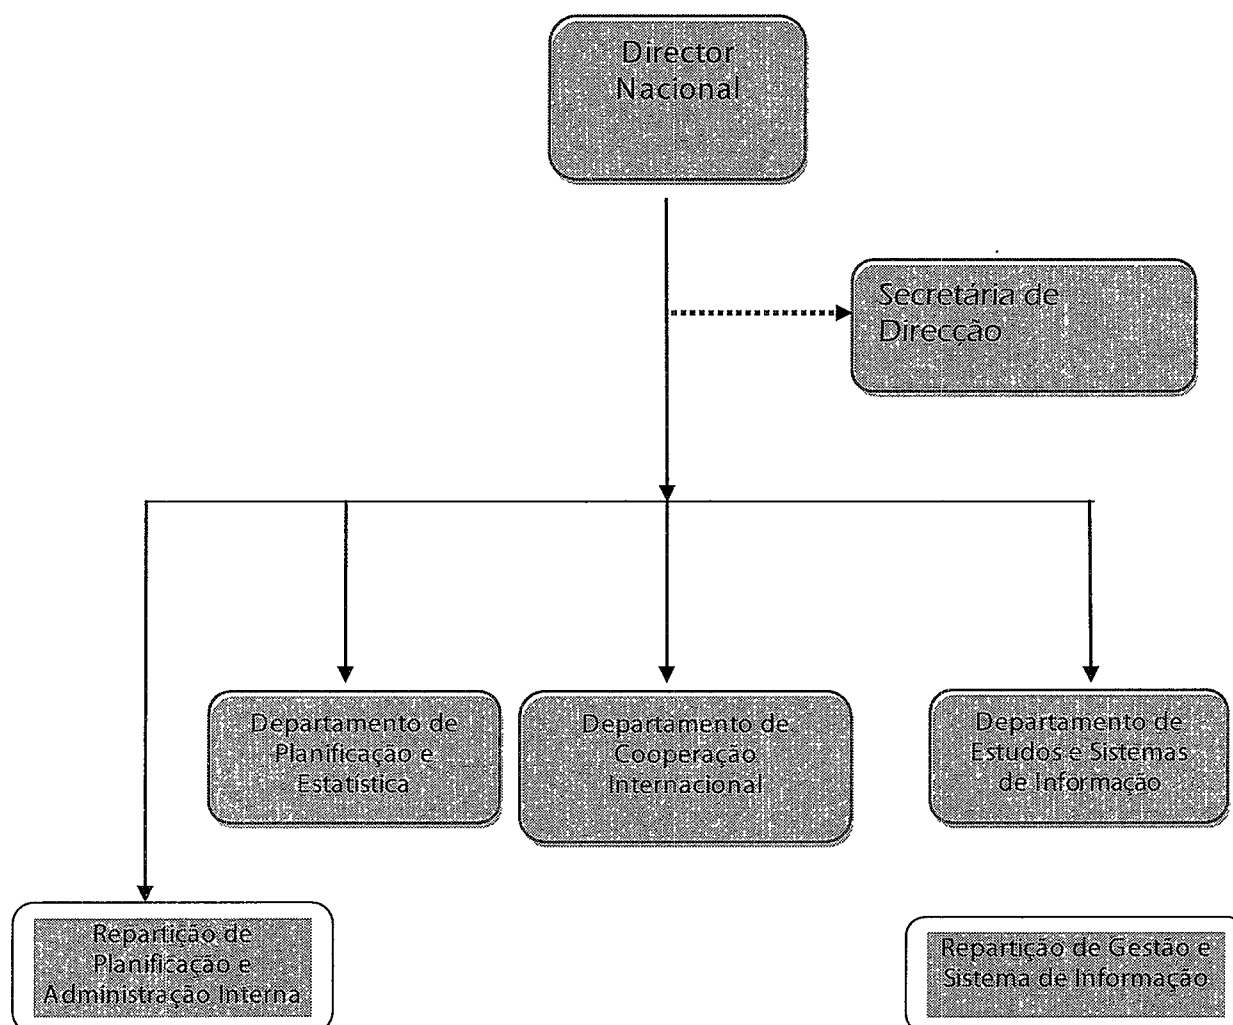 Director
Nacional
Secretária de
Direcção
Departamento de
Planificação e
Estatística
Departamento de
Cooperação
Internacional
Departamento de
Estudos e Sistemas
de Informação
Repartição de
Planificação e
Administração Interna
Repartição de Gestão e
Sistema de Informação